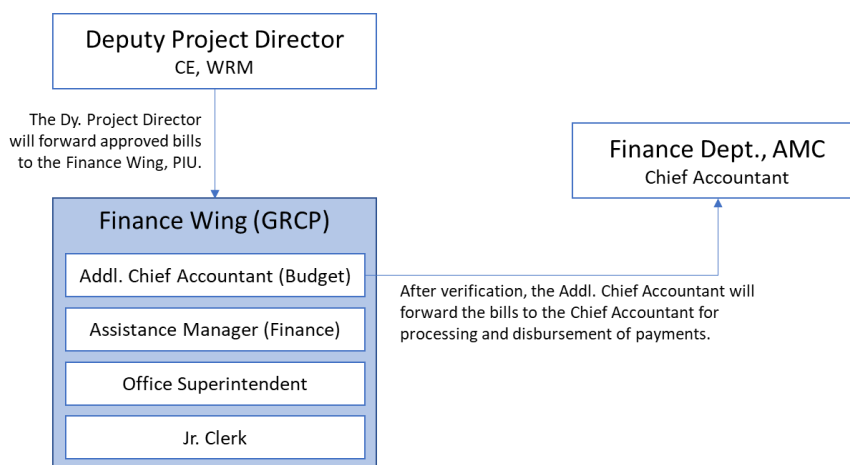 Deputy Project Director
CE, WRM
The Dy. Project Director
will forward approved bills
to the Finance Wing, PIU.
Finance Dept., AMC
Chief Accountant
Finance Wing (GRCP)
Addl. Chief Accountant (Budget)
After verification, the Addl. Chief Accountant will
forward the bills to the Chief Accountant for
processing and disbursement of payments.
Assistance Manager (Finance)
Office Superintendent
Jr. Clerk